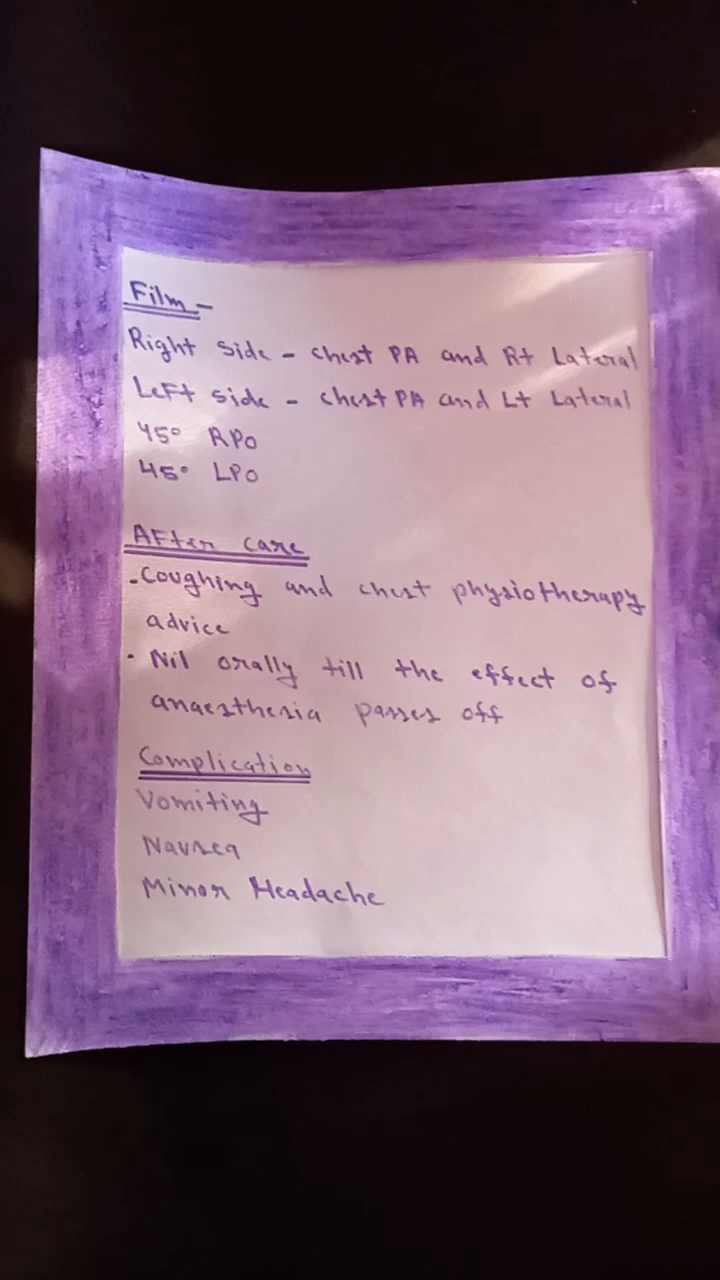 Film -
Right side - chest PA and Rt Lateral
Left side - chest PA and Lt Lateral
45° RPO
45° LPO
After care
- Coughing and chest physiotherapy
advice
• Nil orally till the effect of
anaesthesia passes off
Complication
Vomiting
Nausea
Minor Headache